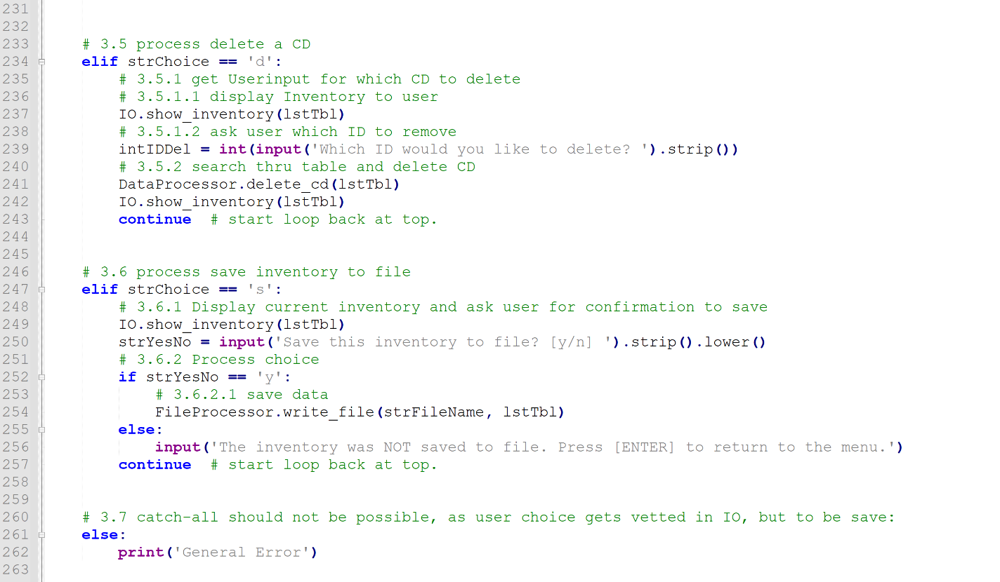 231
232
233 # 3.5 process delete a CD
234 elif strChoice == 'd':
235 # 3.5.1 get Userinput for which CD to delete
236 # 3.5.1.1 display Inventory to user
237 IO.show_inventory(lstTbl)
238 # 3.5.1.2 ask user which ID to remove
239 intIDDel = int(input('Which ID would you like to delete? ').strip())
240 # 3.5.2 search thru table and delete CD
241 DataProcessor.delete_cd(lstTbl)
242 IO.show_inventory(lstTbl)
243 continue  # start loop back at top.
244
245
246 # 3.6 process save inventory to file
247 elif strChoice == 's':
248 # 3.6.1 Display current inventory and ask user for confirmation to save
249 IO.show_inventory(lstTbl)
250 strYesNo = input('Save this inventory to file? [y/n] ').strip().lower()
251 # 3.6.2 Process choice
252 if strYesNo == 'y':
253 # 3.6.2.1 save data
254 FileProcessor.write_file(strFileName, lstTbl)
255 else:
256 input('The inventory was NOT saved to file. Press [ENTER] to return to the menu.')
257 continue  # start loop back at top.
258
259
260 # 3.7 catch-all should not be possible, as user choice gets vetted in IO, but to be save:
261 else:
262 print('General Error')
263